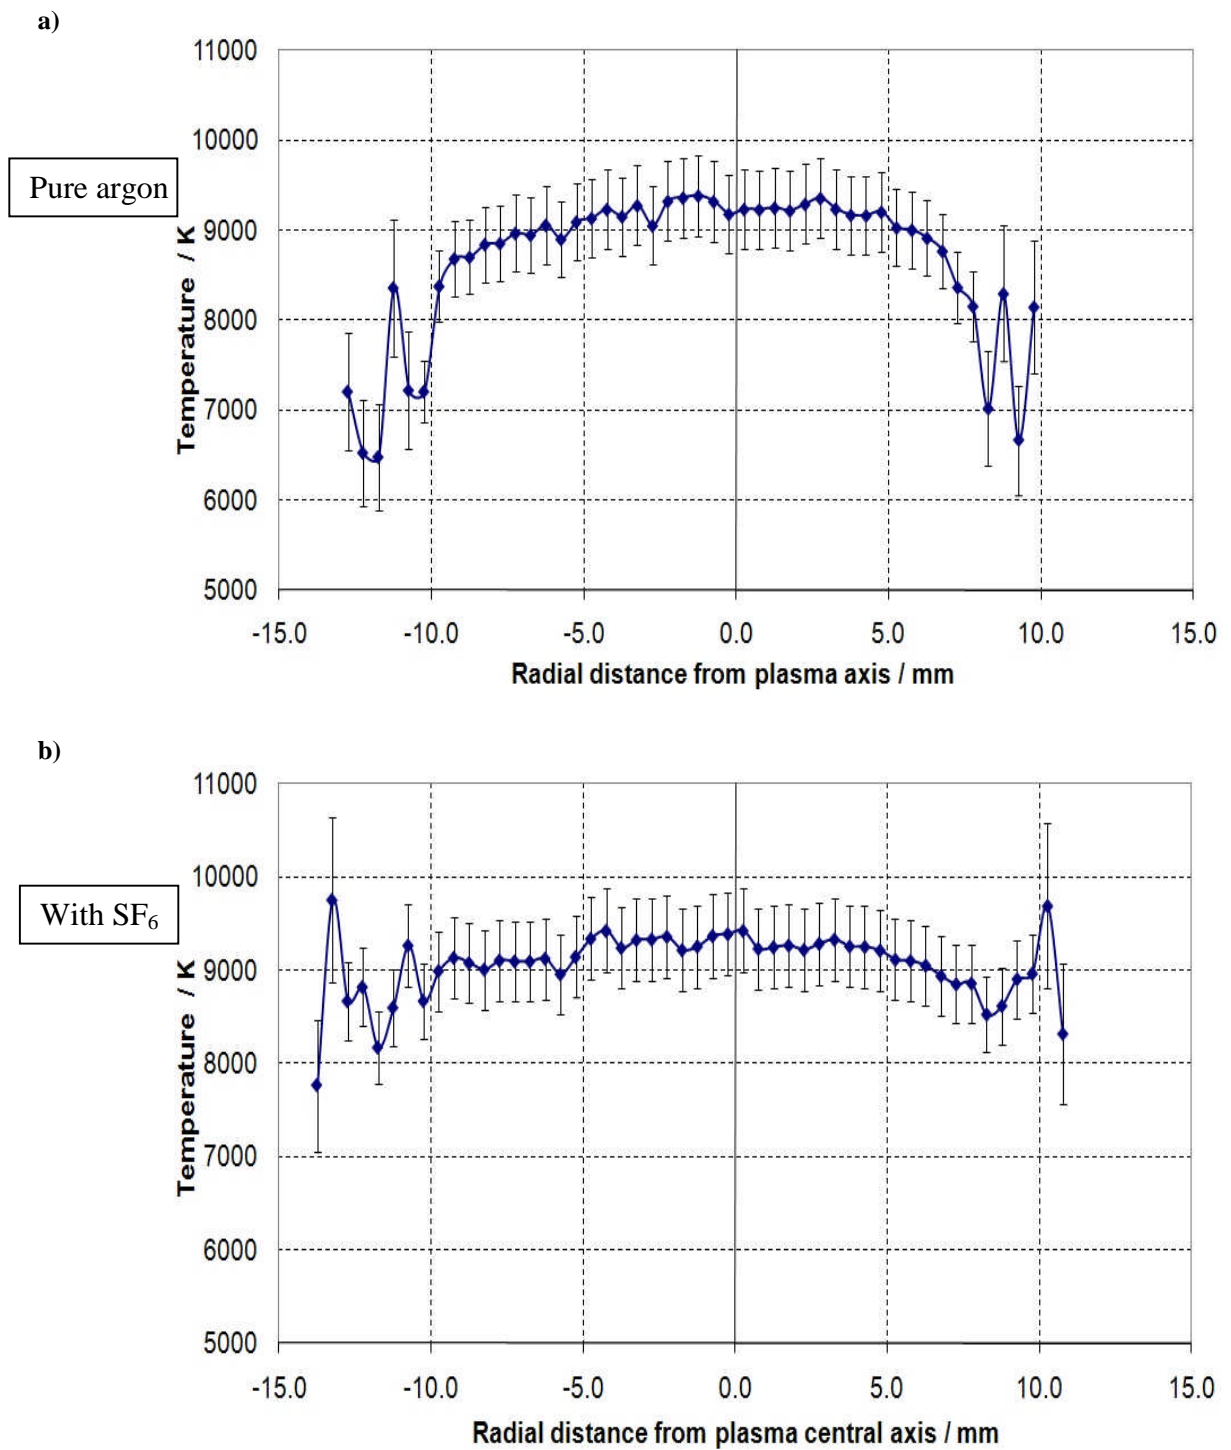 a)
Pure argon
Temperature / K
11000
10000
9000
8000
7000
6000
5000
-15.0 -10.0 -5.0 0.0 5.0 10.0 15.0
Radial distance from plasma axis / mm
b)
With SF₆
Temperature / K
11000
10000
9000
8000
7000
6000
5000
-15.0 -10.0 -5.0 0.0 5.0 10.0 15.0
Radial distance from plasma central axis / mm